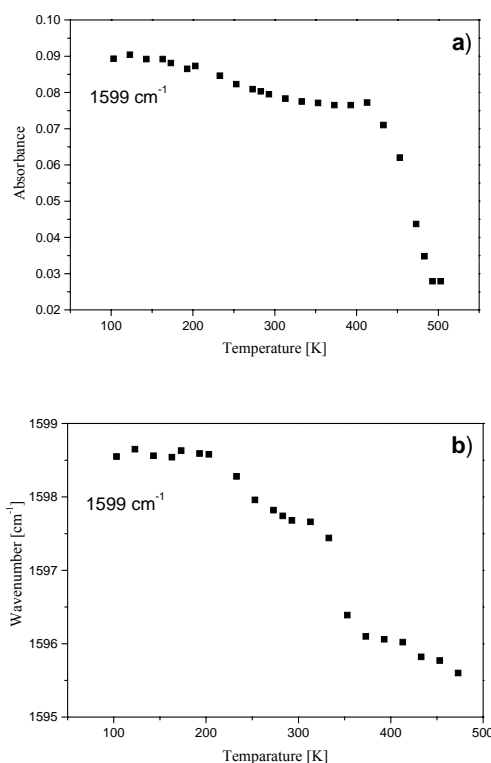 a)
0.10
0.09
0.08
0.07
0.06
0.05
0.04
0.03
0.02
1599 cm⁻¹
Absorbance
100 200 300 400 500
Temperature [K]
b)
1599
1598
1597
1596
1595
1599 cm⁻¹
Wavenumber [cm⁻¹]
100 200 300 400 500
Temparature [K]